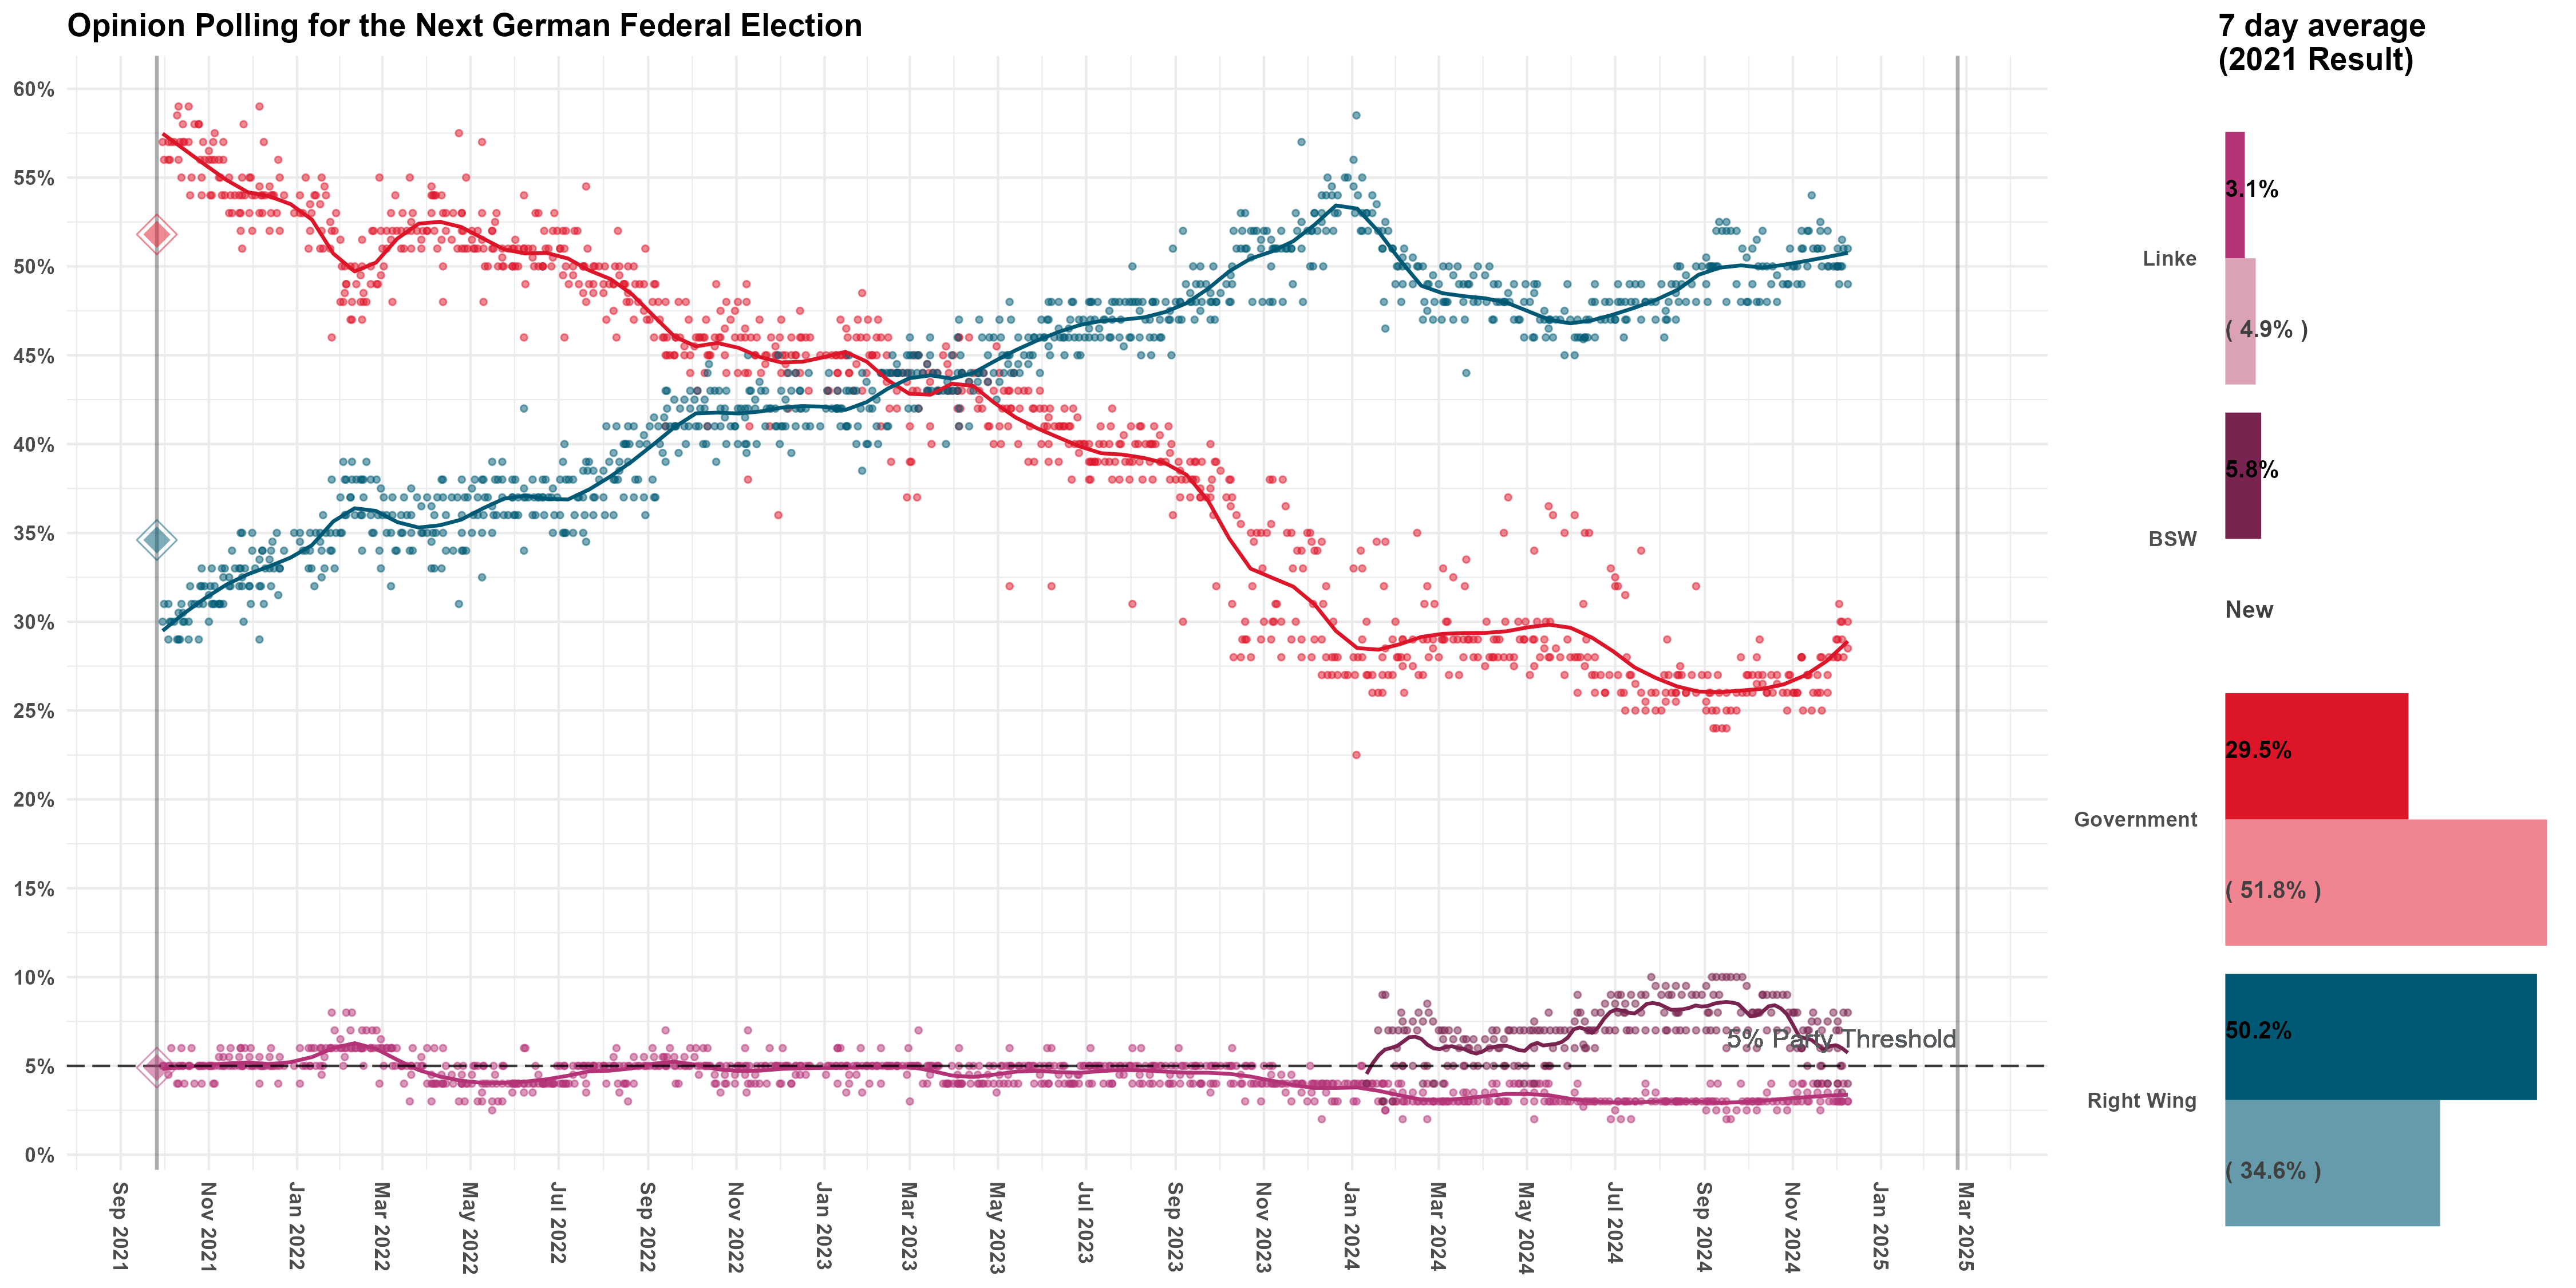 Opinion Polling for the Next German Federal Election
7 day average
(2021 Result)
60%
55%
50%
45%
40%
35%
30%
25%
20%
15%
10%
5%
0%
5% Party Threshold
Sep 2021
Nov 2021
Jan 2022
Mar 2022
May 2022
Jul 2022
Sep 2022
Nov 2022
Jan 2023
Mar 2023
May 2023
Jul 2023
Sep 2023
Nov 2023
Jan 2024
Mar 2024
May 2024
Jul 2024
Sep 2024
Nov 2024
Jan 2025
Mar 2025
Linke
3.1%
( 4.9% )
BSW
5.8%
New
Government
29.5%
( 51.8% )
Right Wing
50.2%
( 34.6% )